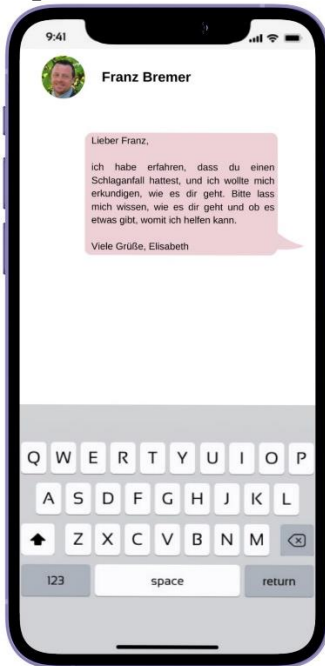 9:41
Franz Bremer
Lieber Franz,
ich habe erfahren, dass du einen
Schlaganfall hattest, und ich wollte mich
erkundigen, wie es dir geht. Bitte lass
mich wissen, wie es dir geht und ob es
etwas gibt, womit ich helfen kann.
Viele Grüße, Elisabeth
Q W E R T Y U I O P
A S D F G H J K L
Z X C V B N M
123 space return